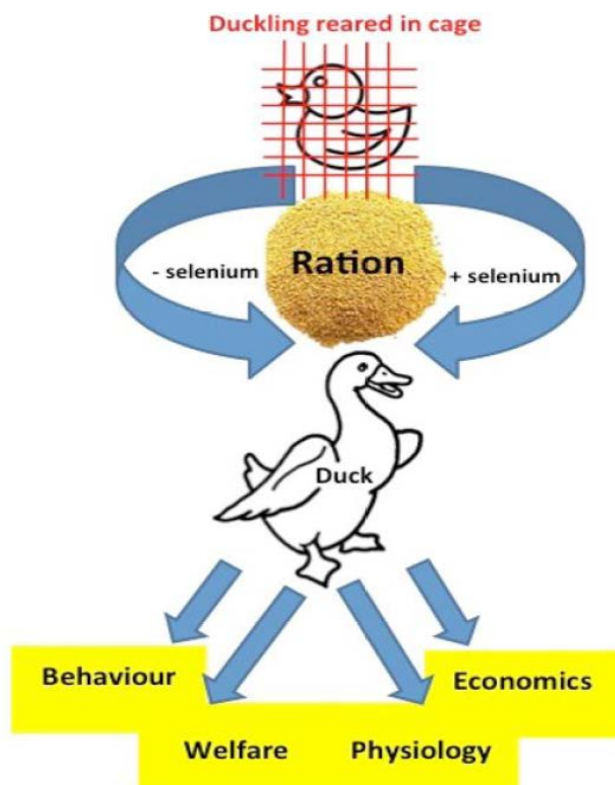 Duckling reared in cage
Ration
- selenium
+ selenium
Duck
Behaviour
Economics
Welfare
Physiology